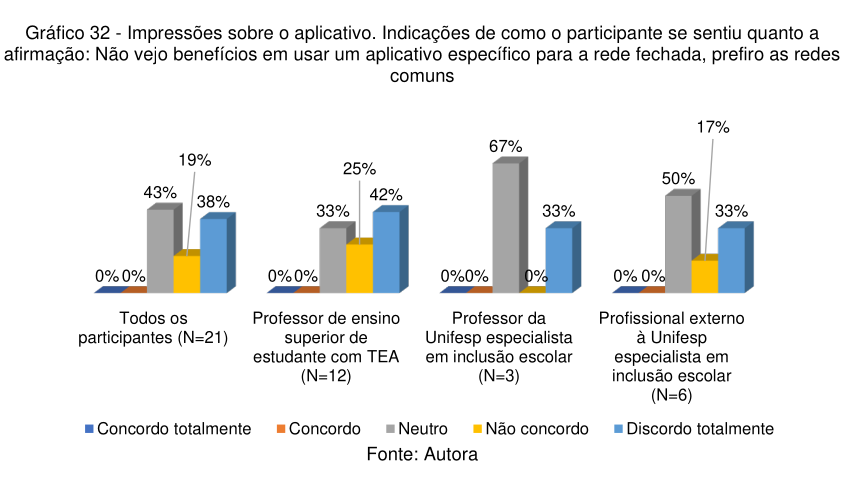 Gráfico 32 - Impressões sobre o aplicativo. Indicações de como o participante se sentiu quanto a
afirmação: Não vejo benefícios em usar um aplicativo específico para a rede fechada, prefiro as redes
comuns
0% 0% 43% 19% 38%
0% 0% 33% 25% 42%
0% 0% 67% 0% 33%
0% 0% 50% 17% 33%
Todos os
participantes (N=21)
Professor de ensino
superior de
estudante com TEA
(N=12)
Professor da
Unifesp especialista
em inclusão escolar
(N=3)
Profissional externo
à Unifesp
especialista em
inclusão escolar
(N=6)
Concordo totalmente Concordo Neutro Não concordo Discordo totalmente
Fonte: Autora